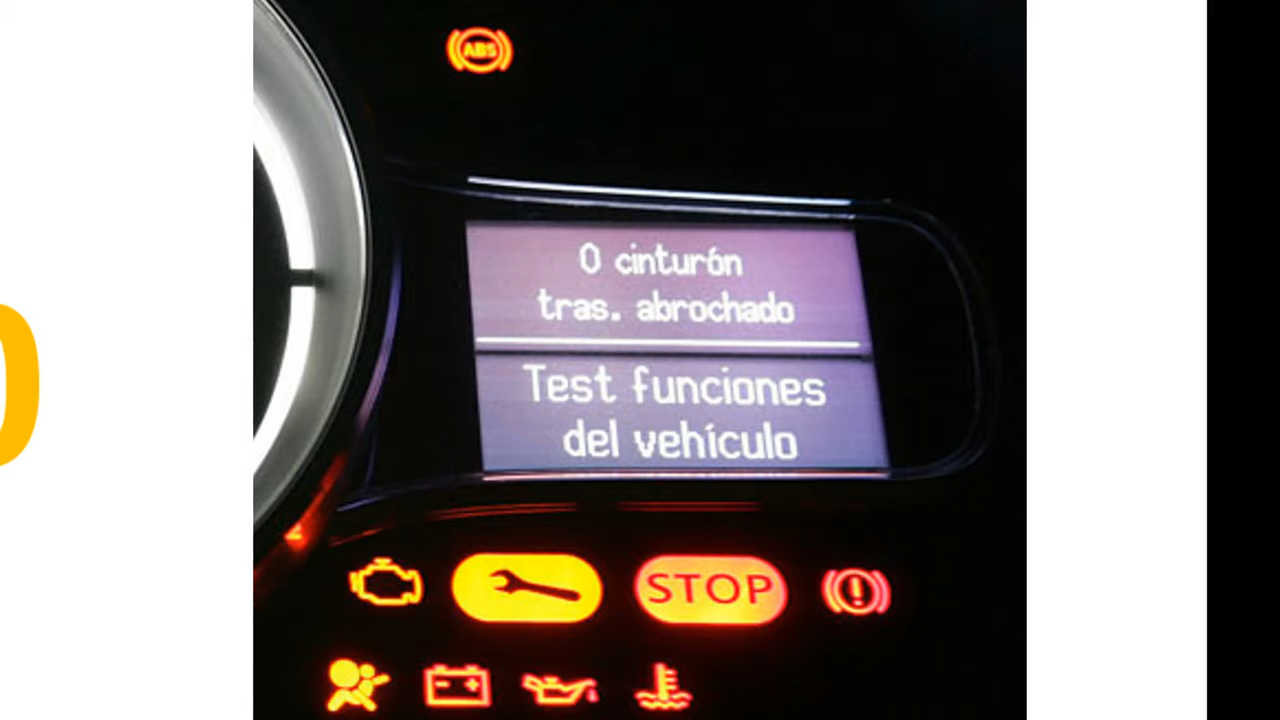 ABS
0 cinturón
tras. abrochado
Test funciones
del vehículo
STOP